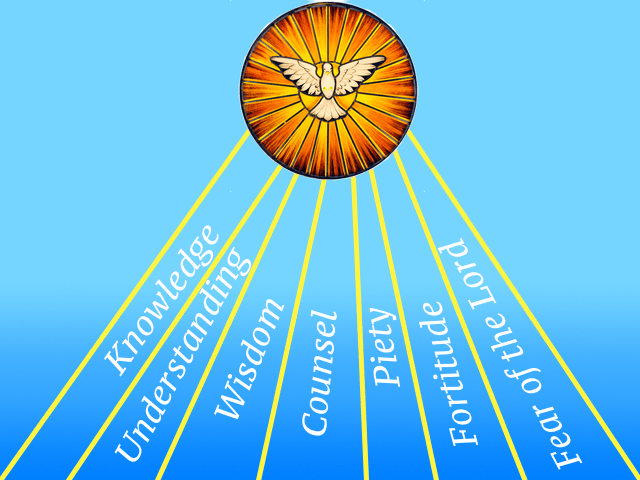 Knowledge
Understanding
Wisdom
Counsel
Piety
Fortitude
Fear of the Lord